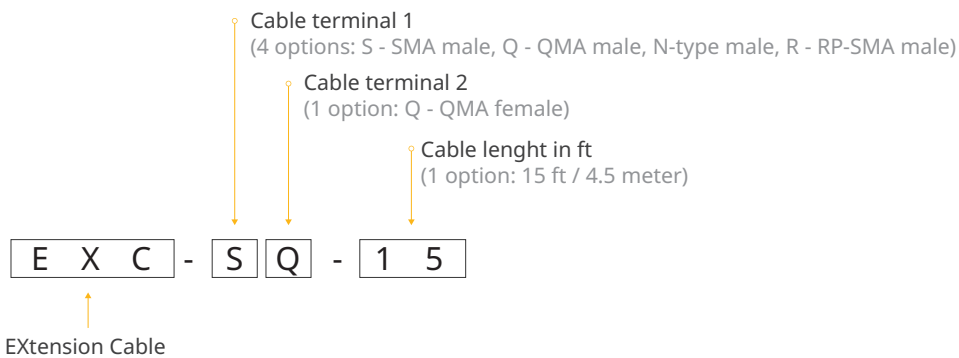 Cable terminal 1
(4 options: S - SMA male, Q - QMA male, N-type male, R - RP-SMA male)
Cable terminal 2
(1 option: Q - QMA female)
Cable lenght in ft
(1 option: 15 ft / 4.5 meter)
E X C - S Q - 1 5
EXtension Cable